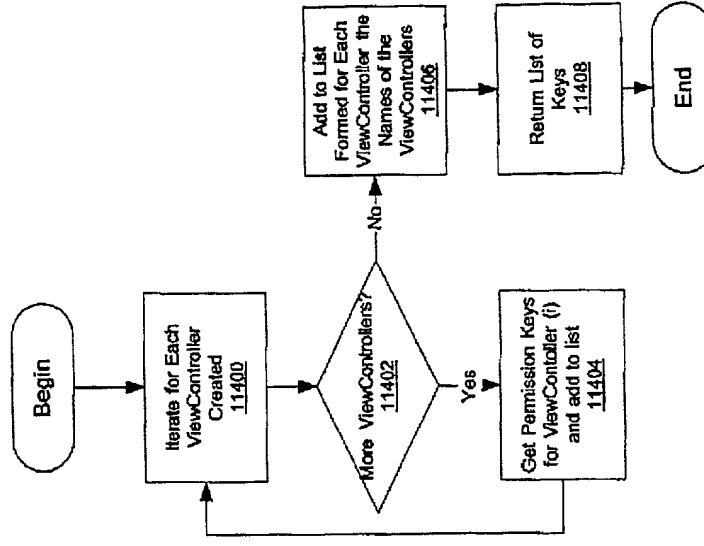 Begin
Iterate for Each
ViewController
Created
11400
More ViewControllers?
11402
Yes
Get Permission Keys
for ViewContoller (i)
and add to list
11404
No
Add to List
Formed for Each
ViewController the
Names of the
ViewControllers
11406
Return List of
Keys
11408
End